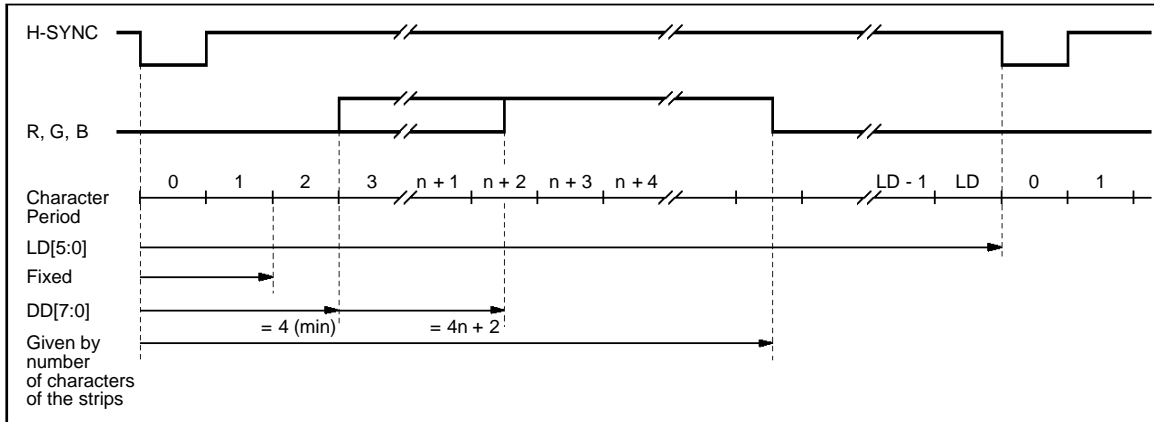 H-SYNC
R, G, B
0 1 2 3 n + 1 n + 2 n + 3 n + 4 LD - 1 LD 0 1
Character
Period
LD[5:0]
Fixed
DD[7:0]
= 4 (min) = 4n + 2
Given by
number
of characters
of the strips